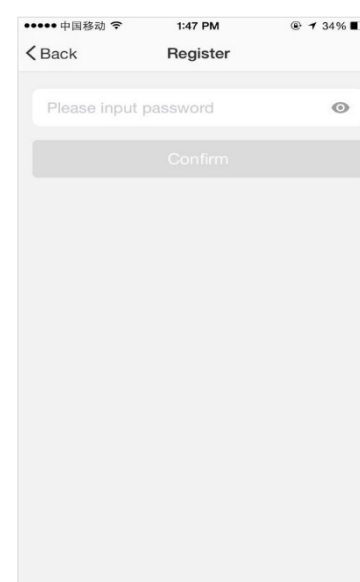 中国移动 1:47 PM 34%
Back Register
Please input password
Confirm